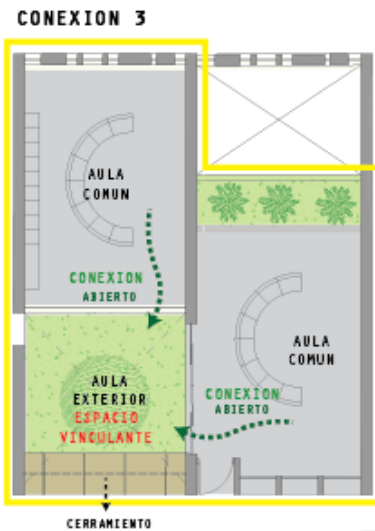 CONEXION 3
AULA
COMUN
CONEXION
ABIERTO
AULA
COMUN
AULA
EXTERIOR
ESPACIO
VINCULANTE
CONEXION
ABIERTO
CERRAMIENTO